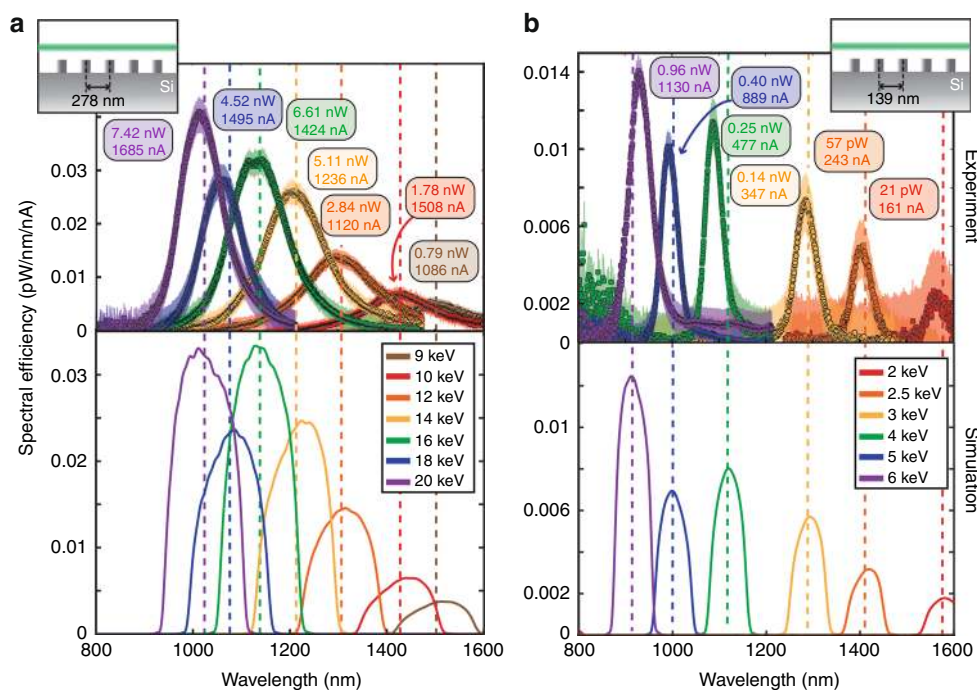 a
Si
278 nm
7.42 nW
1685 nA
4.52 nW
1495 nA
6.61 nW
1424 nA
5.11 nW
1236 nA
2.84 nW
1120 nA
1.78 nW
1508 nA
0.79 nW
1086 nA
0.03
0.02
0.01
0
0.03
0.02
0.01
0
Spectral efficiency (pW/nm/nA)
9 keV
10 keV
12 keV
14 keV
16 keV
18 keV
20 keV
800
1000
1200
1400
1600
Wavelength (nm)
b
Si
139 nm
0.96 nW
1130 nA
0.40 nW
889 nA
0.25 nW
477 nA
0.14 nW
347 nA
57 pW
243 nA
21 pW
161 nA
0.014
0.01
0.006
0.002
0
0.01
0.006
0.002
0
Experiment
Simulation
2 keV
2.5 keV
3 keV
4 keV
5 keV
6 keV
800
1000
1200
1400
1600
Wavelength (nm)